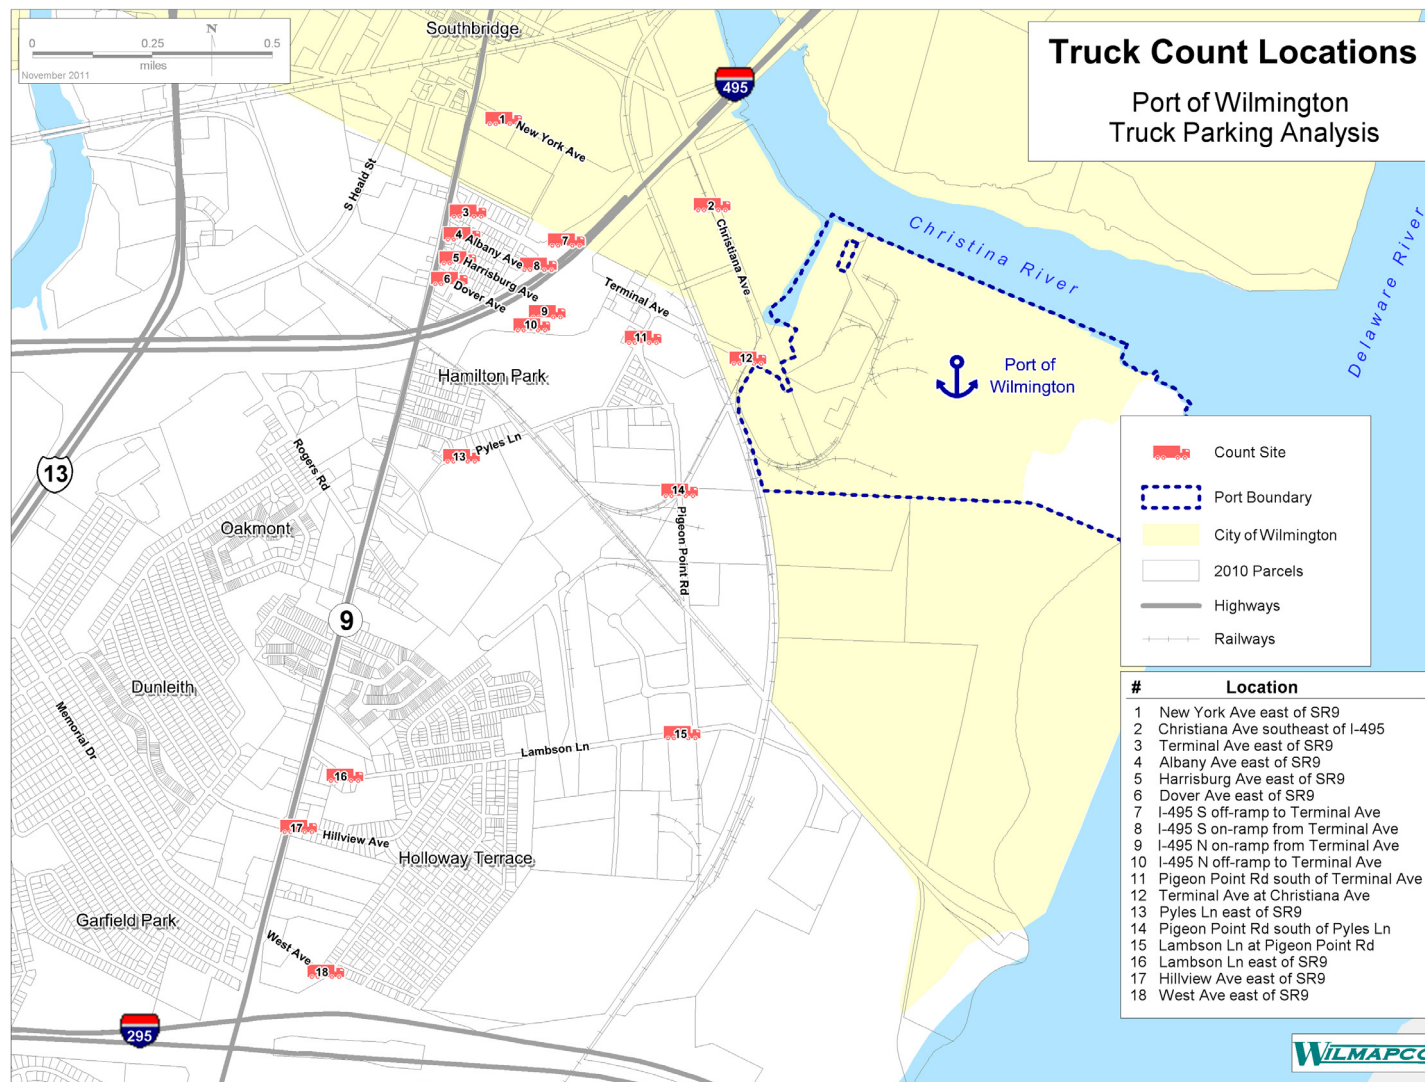 Truck Count Locations
Port of Wilmington
Truck Parking Analysis
0 0.25 0.5
miles
N
November 2011
Southbridge
495
1
New York Ave
S Heald St
2
Christiana Ave
3
4
Albany Ave
5
Harrisburg Ave
6
Dover Ave
7
8
9
10
Terminal Ave
11
12
Christina River
Delaware River
Port of
Wilmington
Hamilton Park
13
Pyles Ln
13
Rogers Rd
14
Pigeon Point Rd
Oakmont
9
Dunleith
Memorial Dr
15
Lambson Ln
16
17
Hillview Ave
Holloway Terrace
Garfield Park
West Ave
18
295
Count Site
Port Boundary
City of Wilmington
2010 Parcels
Highways
Railways
# Location
1 New York Ave east of SR9
2 Christiana Ave southeast of I-495
3 Terminal Ave east of SR9
4 Albany Ave east of SR9
5 Harrisburg Ave east of SR9
6 Dover Ave east of SR9
7 I-495 S off-ramp to Terminal Ave
8 I-495 S on-ramp from Terminal Ave
9 I-495 N on-ramp from Terminal Ave
10 I-495 N off-ramp to Terminal Ave
11 Pigeon Point Rd south of Terminal Ave
12 Terminal Ave at Christiana Ave
13 Pyles Ln east of SR9
14 Pigeon Point Rd south of Pyles Ln
15 Lambson Ln at Pigeon Point Rd
16 Lambson Ln east of SR9
17 Hillview Ave east of SR9
18 West Ave east of SR9
WILMAPCO